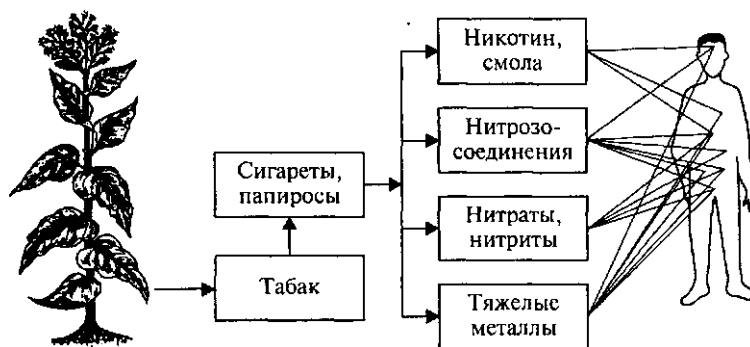 Никотин,
смола
Нитрозо-
соединения
Сигареты,
папиросы
Нитраты,
нитриты
Табак
Тяжелые
металлы